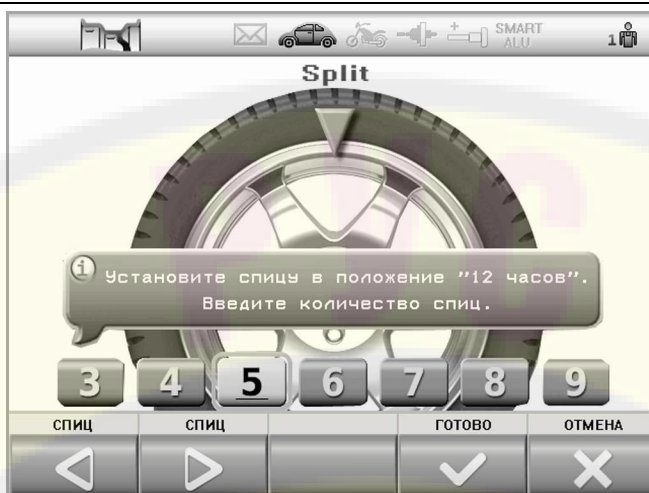 SMART
ALU
1
Split
i
Установите спицу в положение "12 часов".
Введите количество спиц.
3 4 5 6 7 8 9
СПИЦ СПИЦ ГОТОВО ОТМЕНА